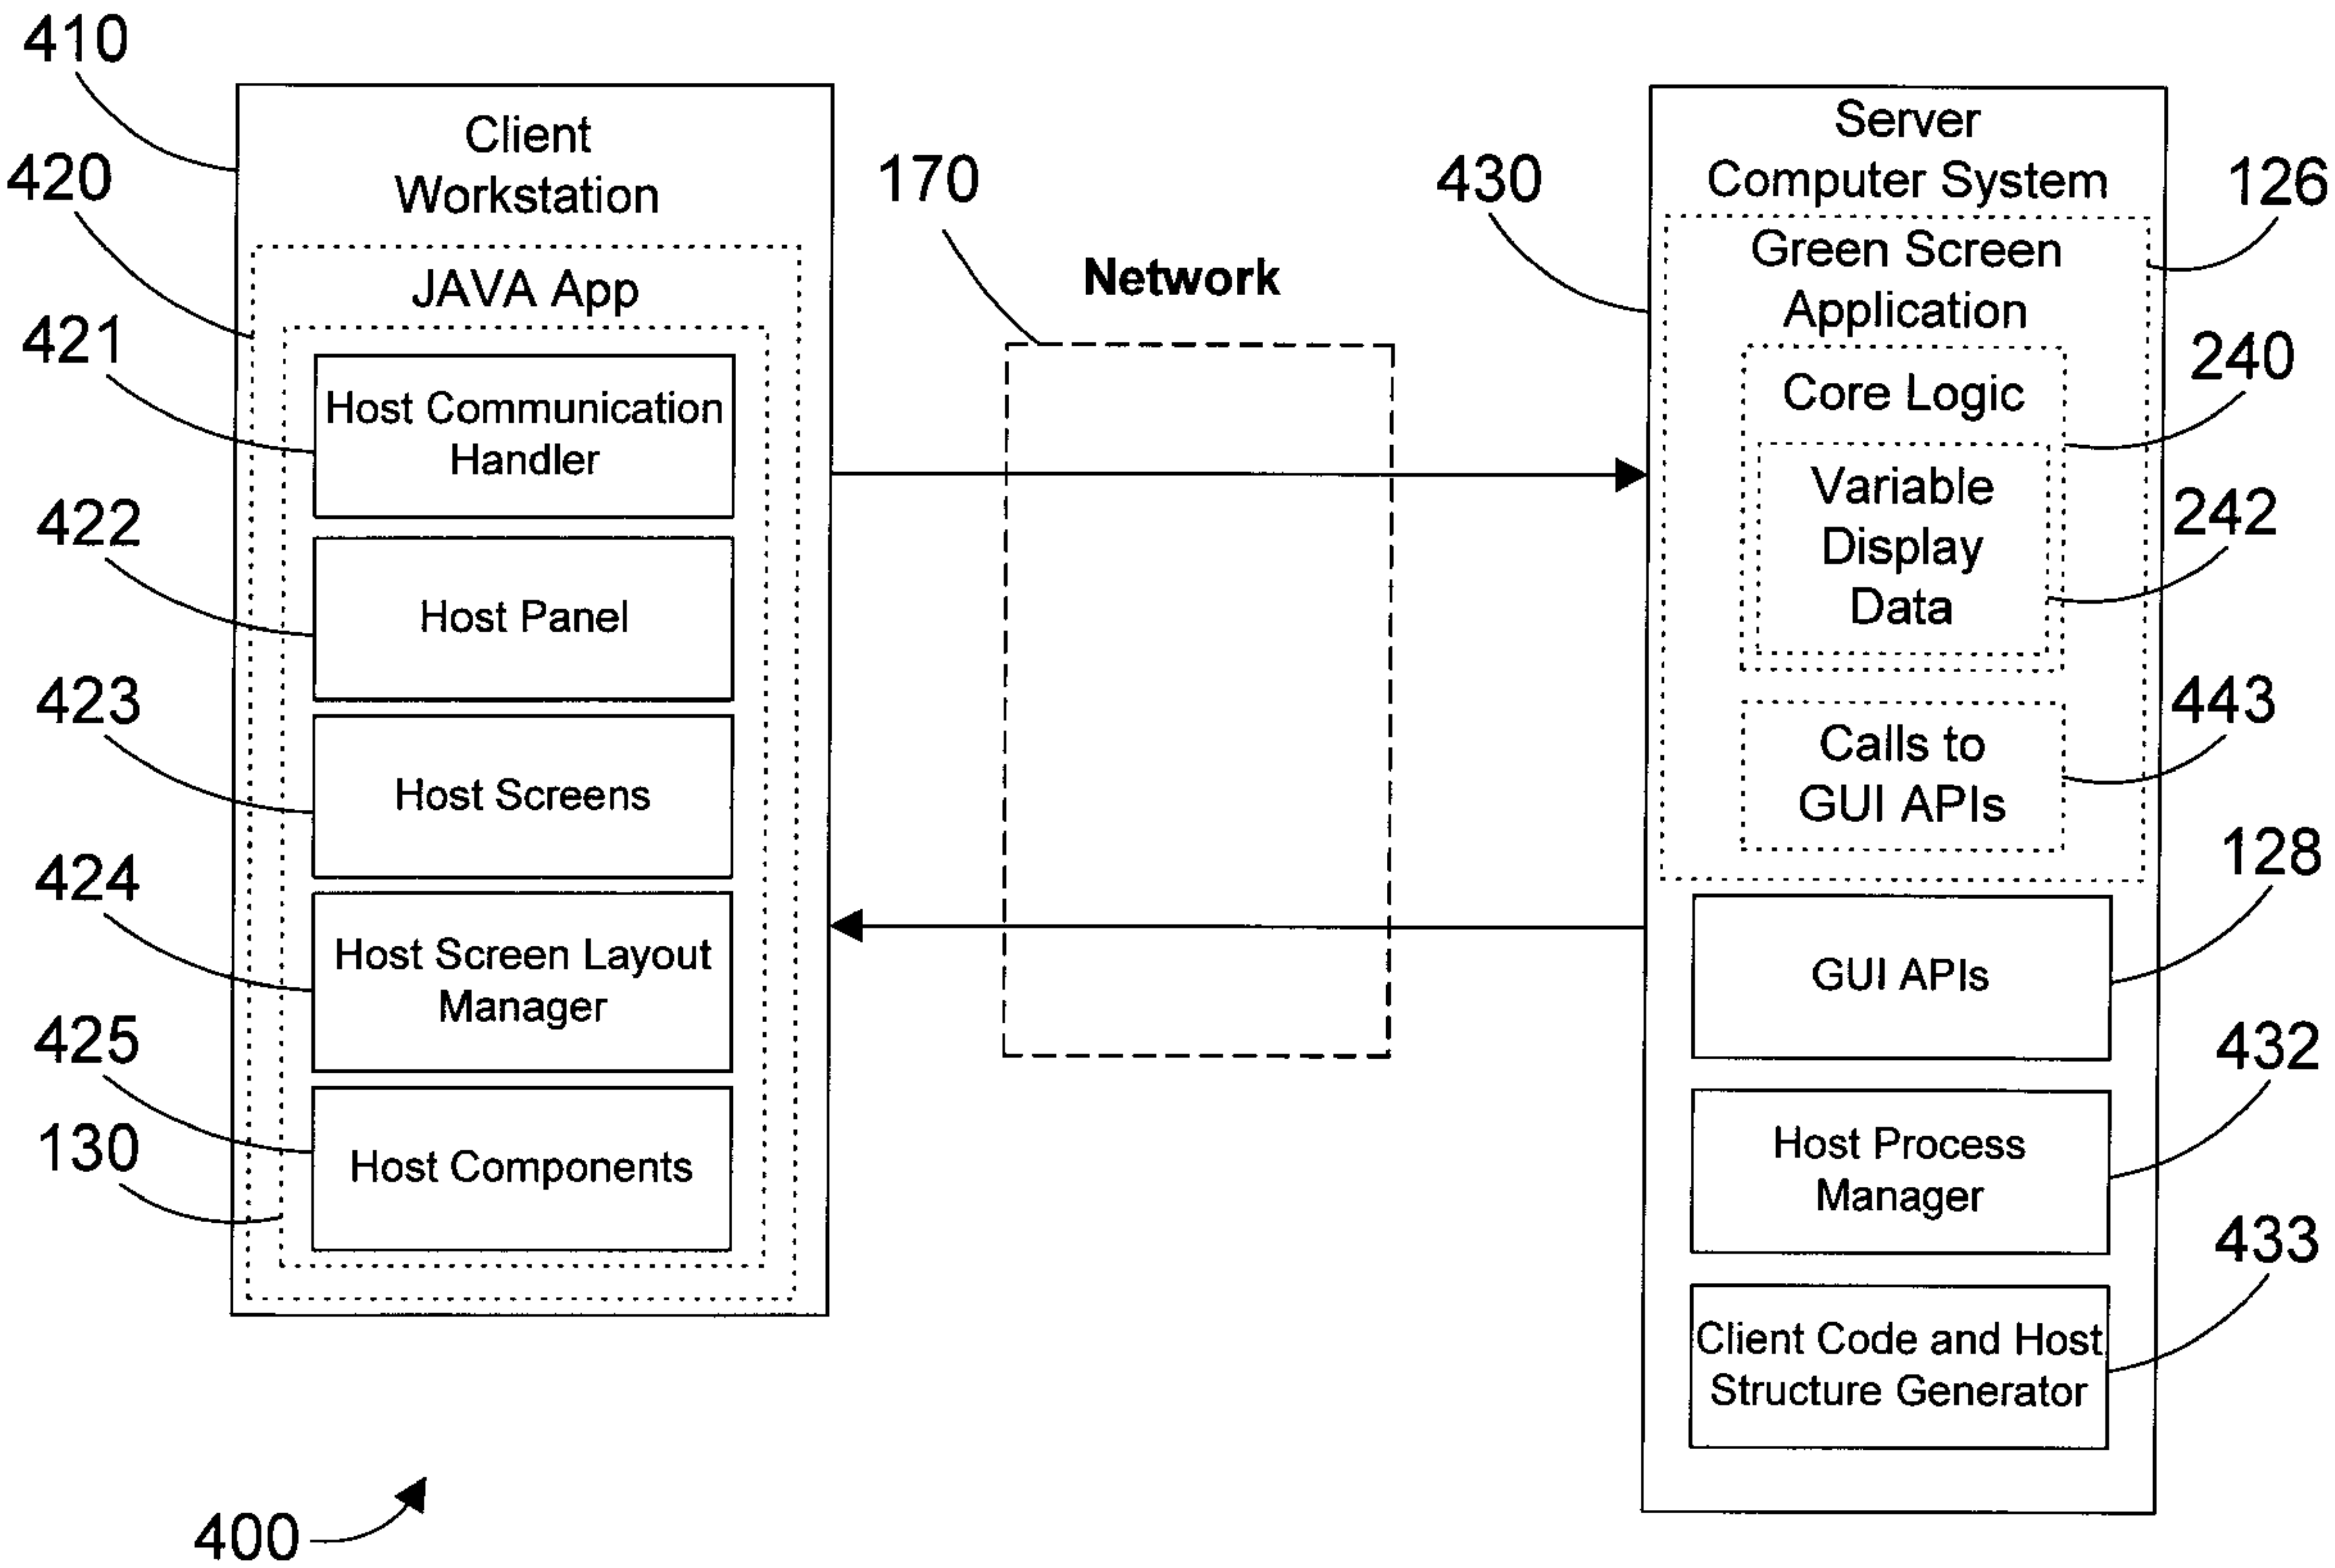 410
Client
Workstation
420
JAVA App
421
Host Communication
Handler
422
Host Panel
423
Host Screens
424
Host Screen Layout
Manager
425
Host Components
130
170
Network
430
Server
Computer System
126
Green Screen
Application
240
Core Logic
Variable
Display
Data
242
443
Calls to
GUI APIs
128
GUI APIs
432
Host Process
Manager
433
Client Code and Host
Structure Generator
400